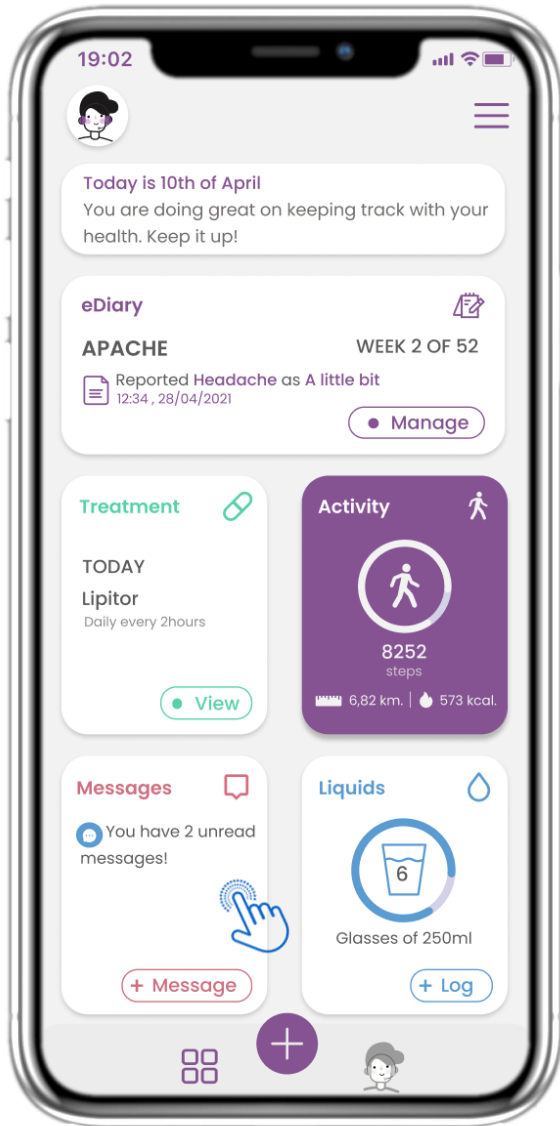 19:02
Today is 10th of April
You are doing great on keeping track with your
health. Keep it up!
eDiary
APACHE
WEEK 2 OF 52
Reported Headache as A little bit
12:34 , 28/04/2021
Manage
Treatment
TODAY
Lipitor
Daily every 2hours
View
Activity
8252
steps
6,82 km.
573 kcal.
Messages
You have 2 unread
messages!
+ Message
Liquids
6
Glasses of 250ml
+ Log